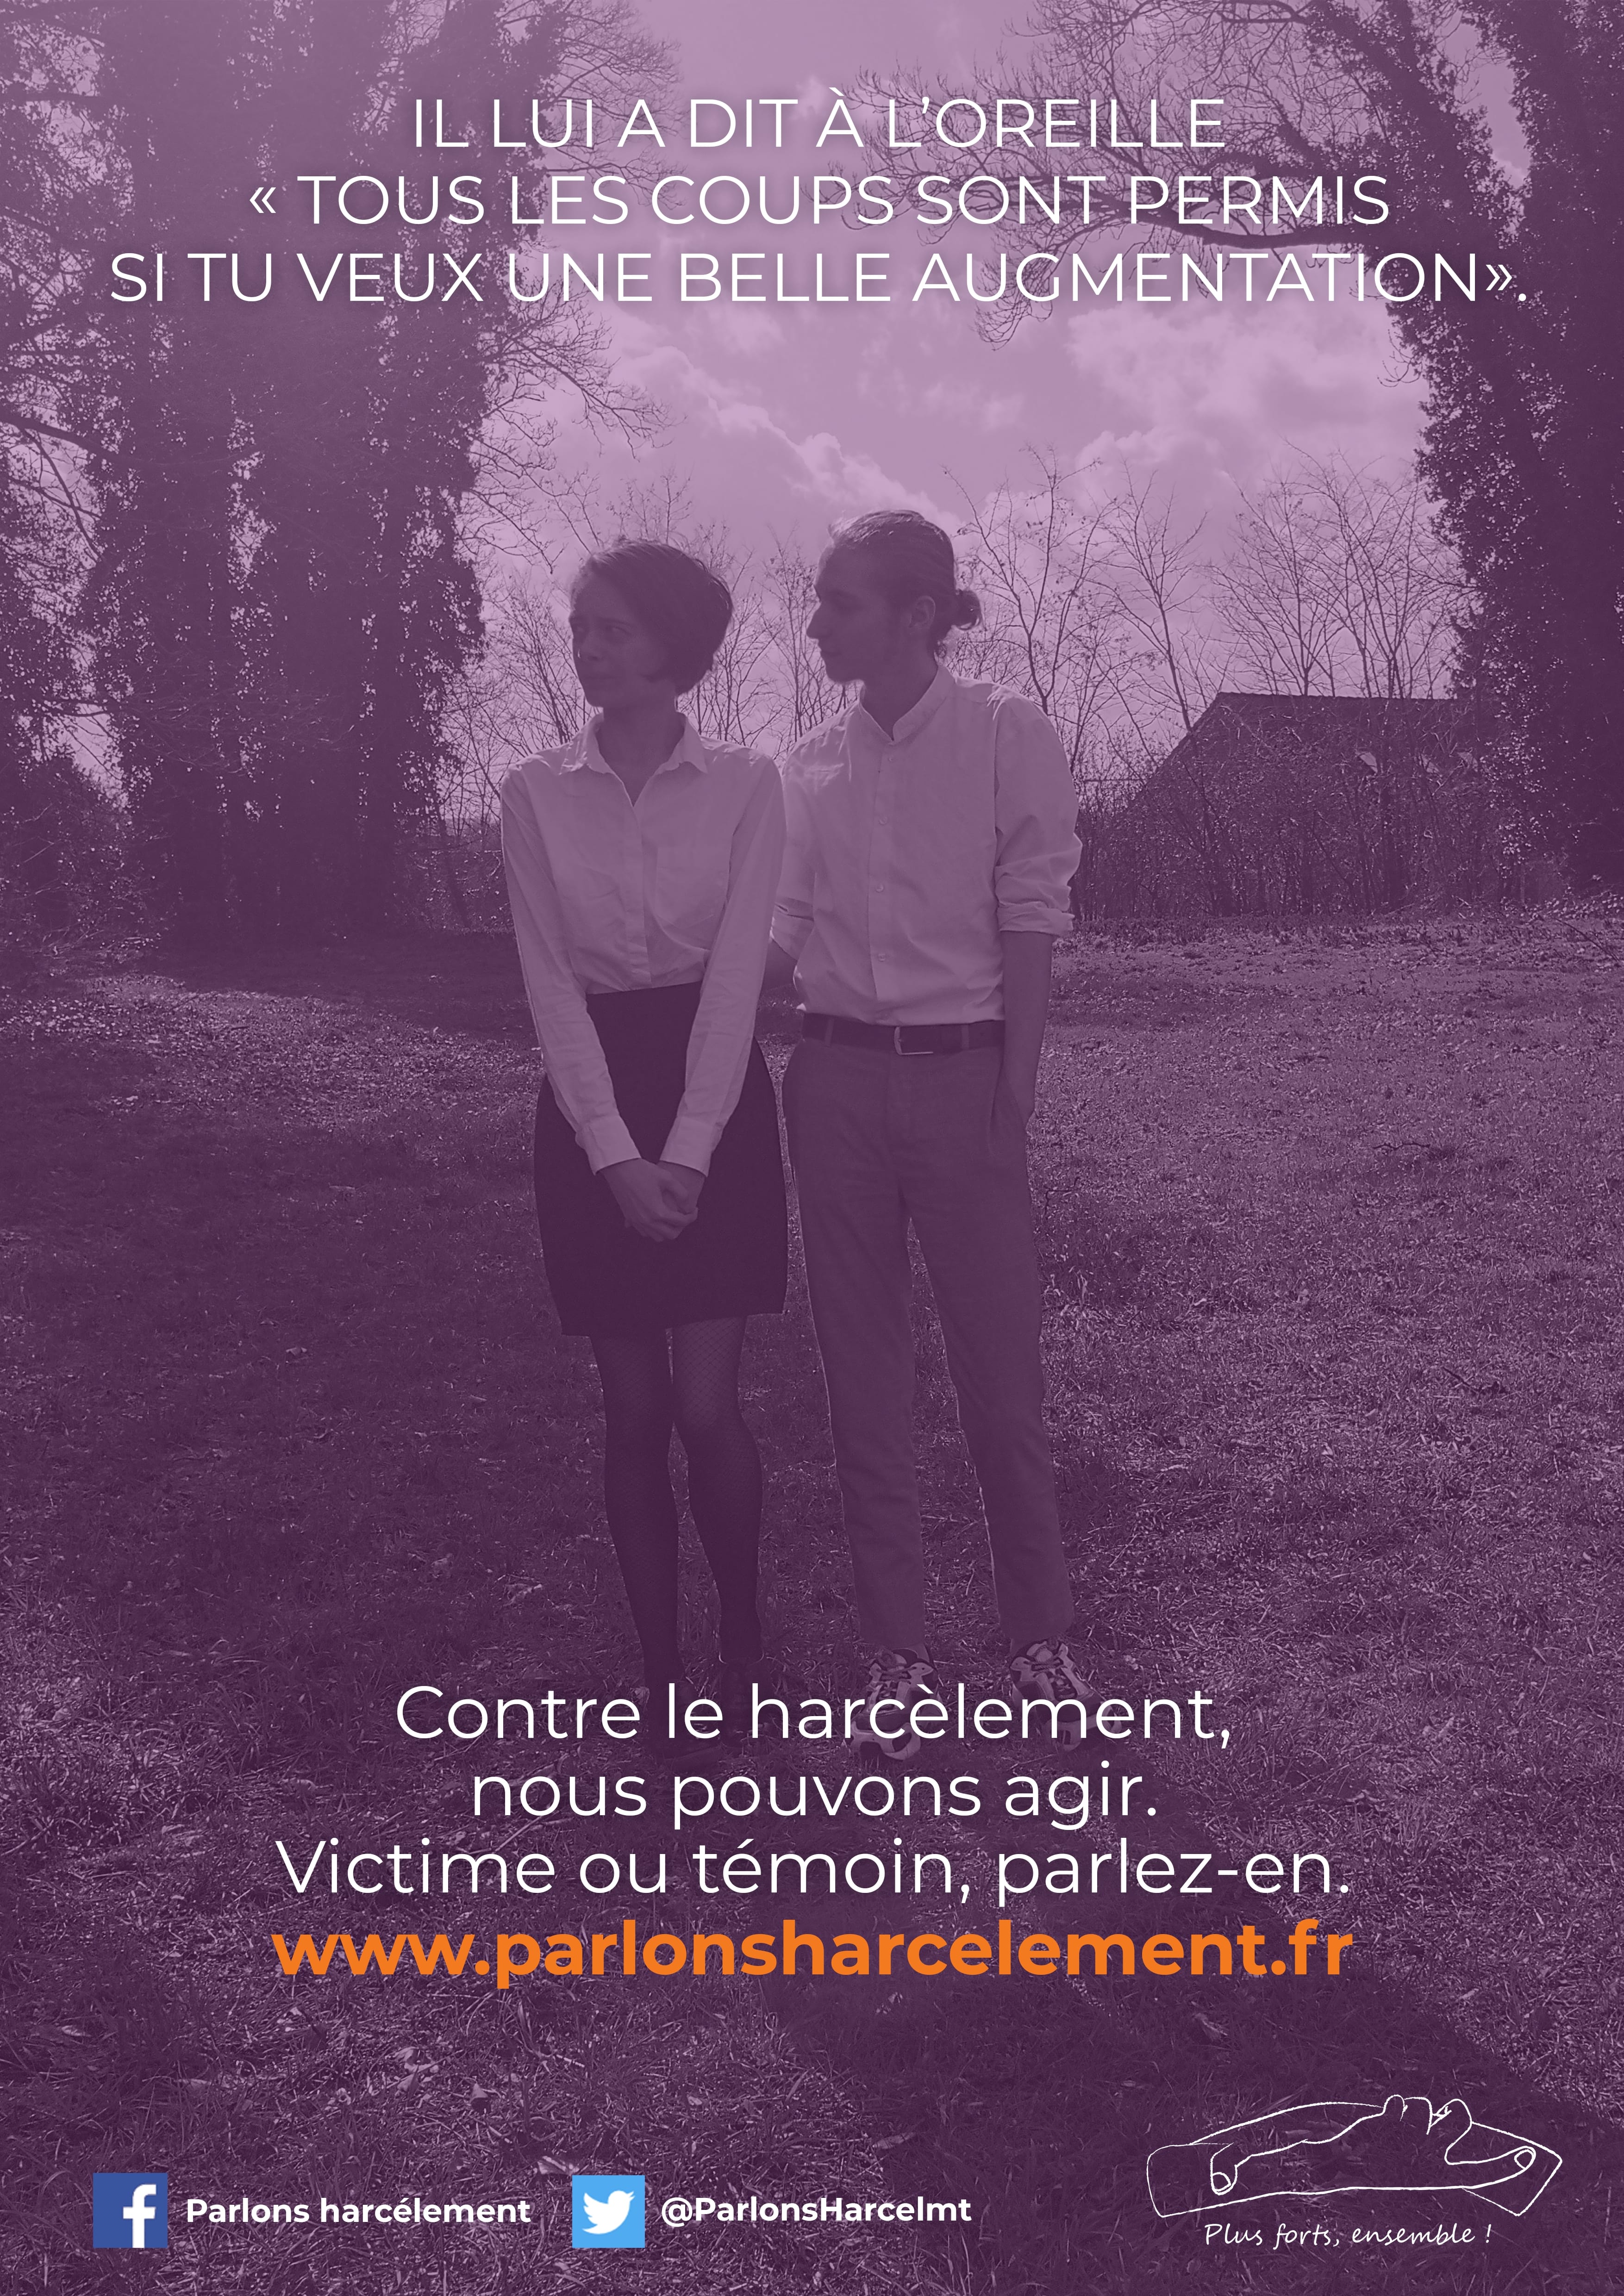 IL LUI A DIT À L'OREILLE
« TOUS LES COUPS SONT PERMIS
SI TU VEUX UNE BELLE AUGMENTATION».
Contre le harcèlement,
nous pouvons agir.
Victime ou témoin, parlez-en.
www.parlonsharcelement.fr
Parlons harcélement
@ParlonsHarcelmt
Plus forts, ensemble !